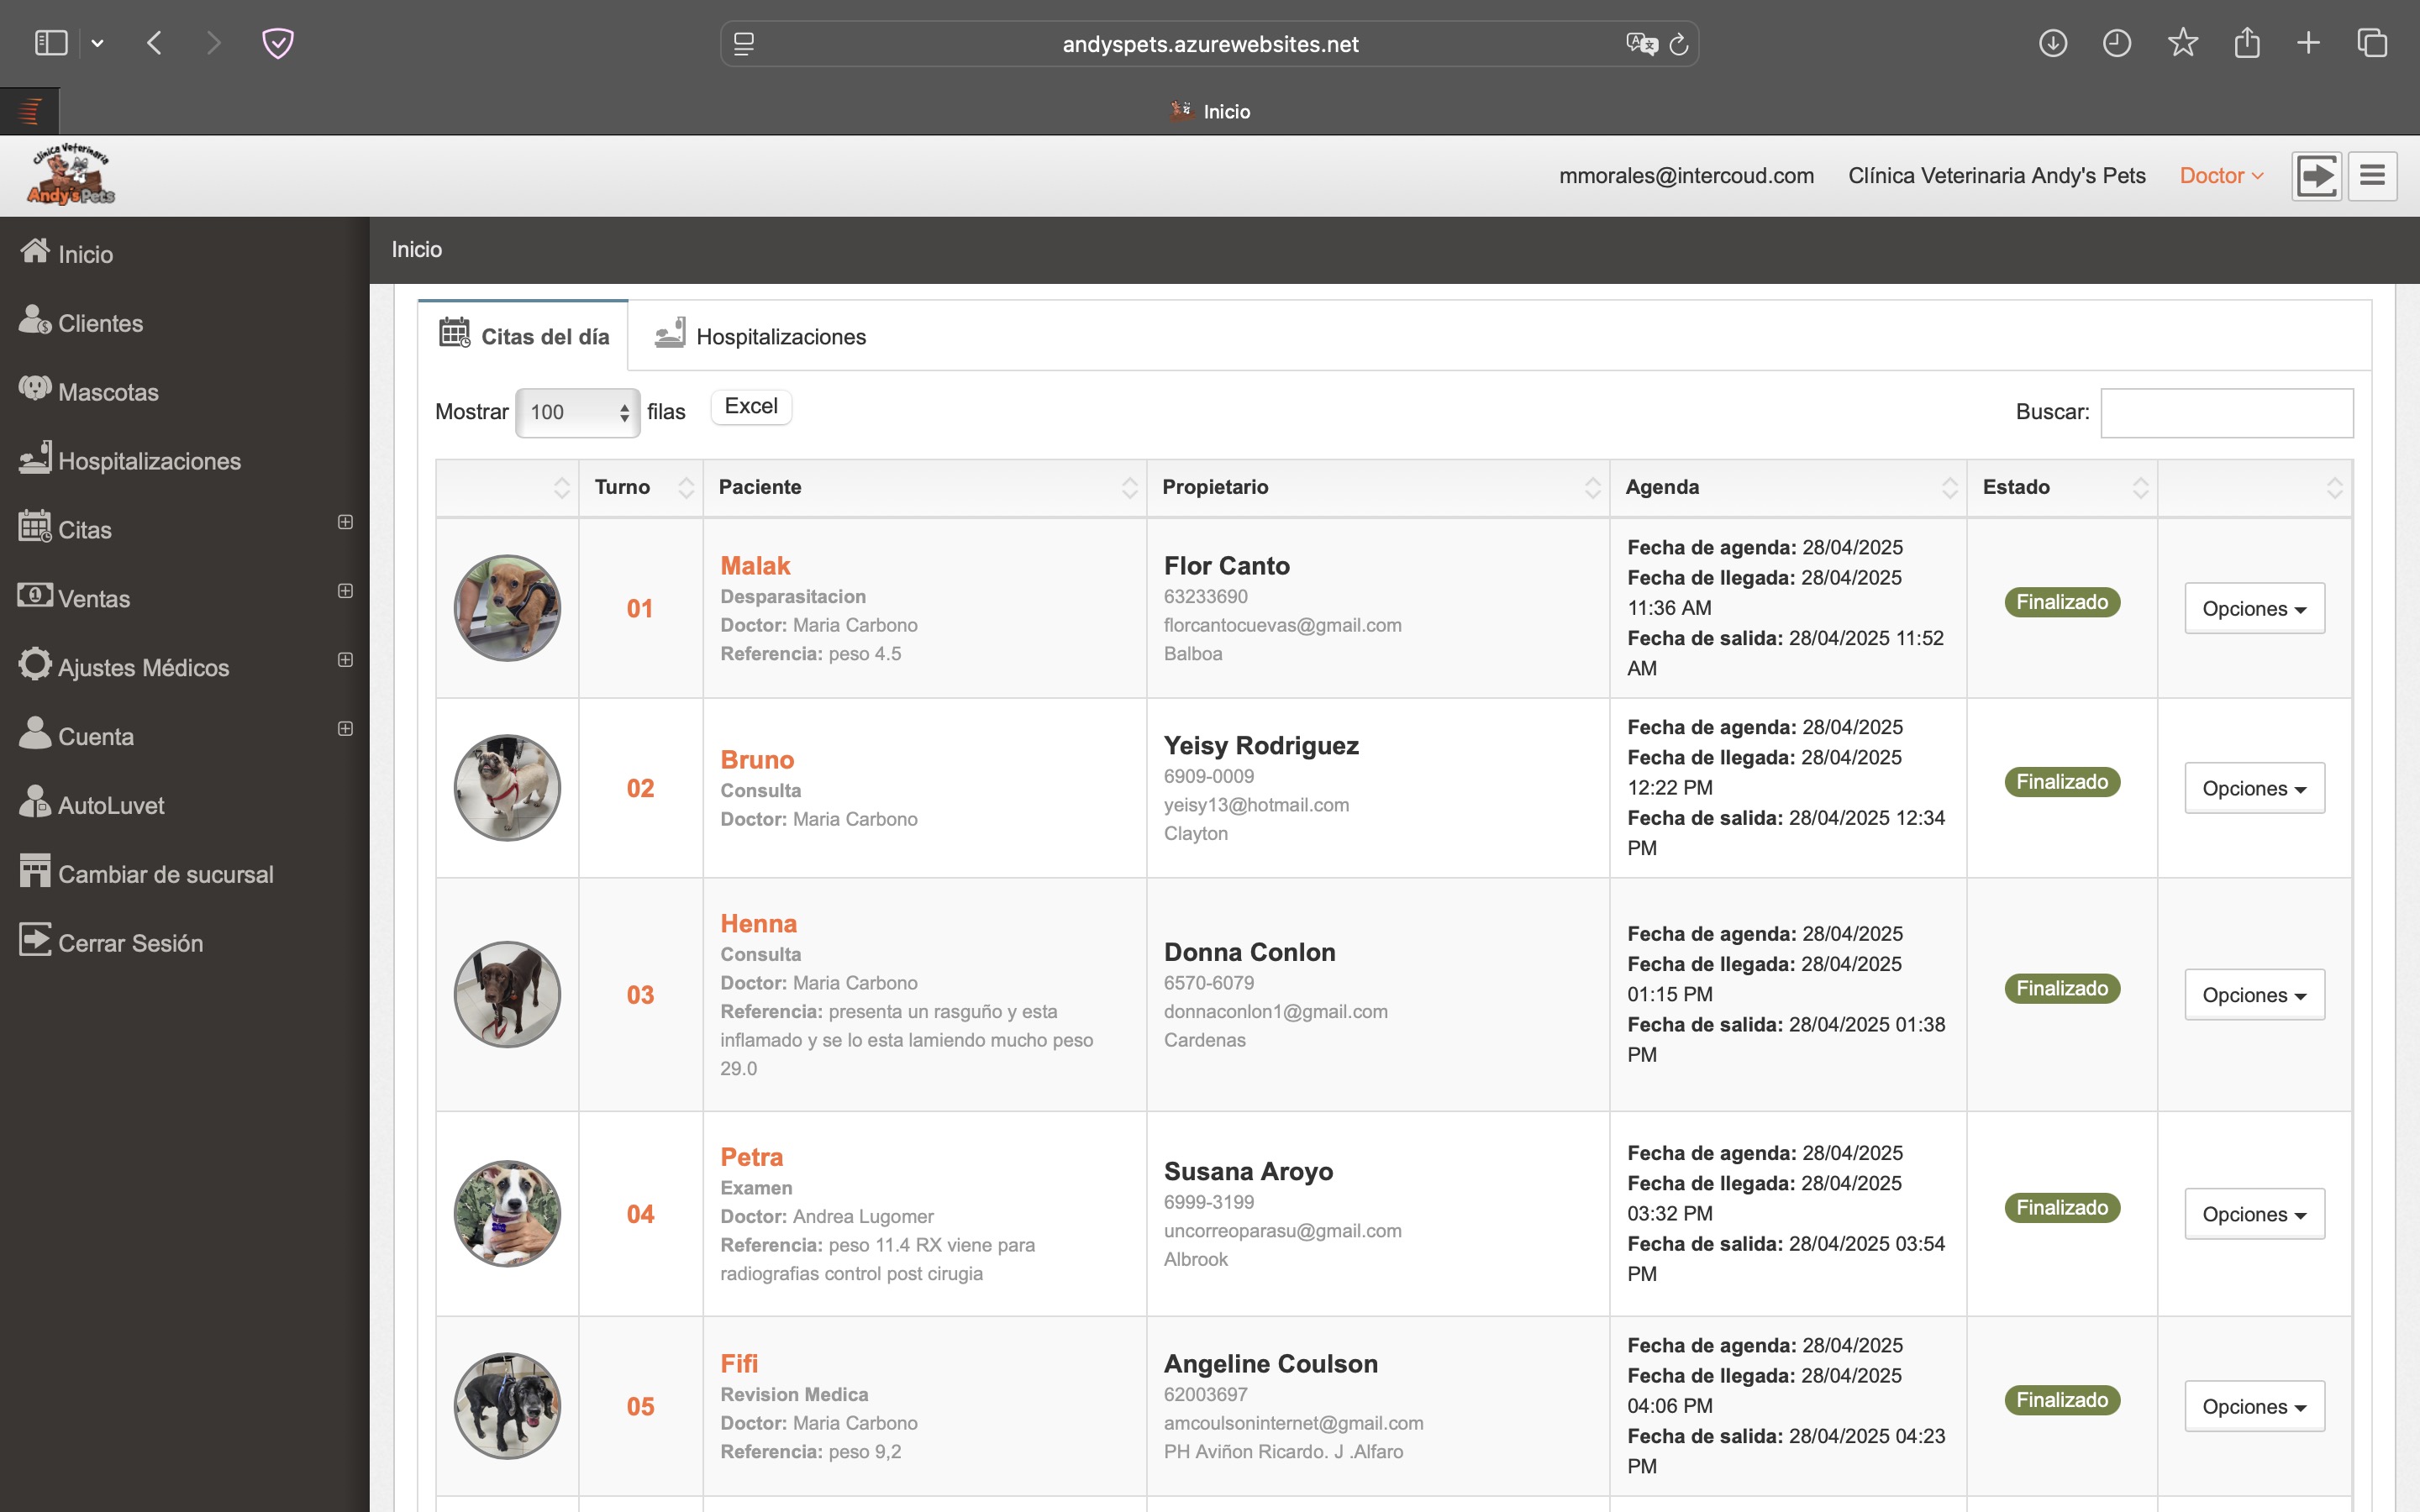 andyspets.azurewebsites.net
Inicio
Clínica Veterinaria
Andy'sPets
mmorales@intercoud.com
Clínica Veterinaria Andy's Pets
Doctor
Inicio
Clientes
Mascotas
Hospitalizaciones
Citas
Ventas
Ajustes Médicos
Cuenta
AutoLuvet
Cambiar de sucursal
Cerrar Sesión
Inicio
Citas del día
Hospitalizaciones
Mostrar 100 filas
Excel
Buscar:
Turno
Paciente
Propietario
Agenda
Estado
01
Malak
Desparasitacion
Doctor: Maria Carbono
Referencia: peso 4.5
Flor Canto
63233690
florcantocuevas@gmail.com
Balboa
Fecha de agenda: 28/04/2025
Fecha de llegada: 28/04/2025
11:36 AM
Fecha de salida: 28/04/2025 11:52
AM
Finalizado
Opciones
02
Bruno
Consulta
Doctor: Maria Carbono
Yeisy Rodriguez
6909-0009
yeisy13@hotmail.com
Clayton
Fecha de agenda: 28/04/2025
Fecha de llegada: 28/04/2025
12:22 PM
Fecha de salida: 28/04/2025 12:34
PM
Finalizado
Opciones
03
Henna
Consulta
Doctor: Maria Carbono
Referencia: presenta un rasguño y esta
inflamado y se lo esta lamiendo mucho peso
29.0
Donna Conlon
6570-6079
donnaconlon1@gmail.com
Cardenas
Fecha de agenda: 28/04/2025
Fecha de llegada: 28/04/2025
01:15 PM
Fecha de salida: 28/04/2025 01:38
PM
Finalizado
Opciones
04
Petra
Examen
Doctor: Andrea Lugomer
Referencia: peso 11.4 RX viene para
radiografias control post cirugia
Susana Aroyo
6999-3199
uncorreoparasu@gmail.com
Albrook
Fecha de agenda: 28/04/2025
Fecha de llegada: 28/04/2025
03:32 PM
Fecha de salida: 28/04/2025 03:54
PM
Finalizado
Opciones
05
Fifi
Revision Medica
Doctor: Maria Carbono
Referencia: peso 9,2
Angeline Coulson
62003697
amcoulsoninternet@gmail.com
PH Aviñon Ricardo. J .Alfaro
Fecha de agenda: 28/04/2025
Fecha de llegada: 28/04/2025
04:06 PM
Fecha de salida: 28/04/2025 04:23
PM
Finalizado
Opciones